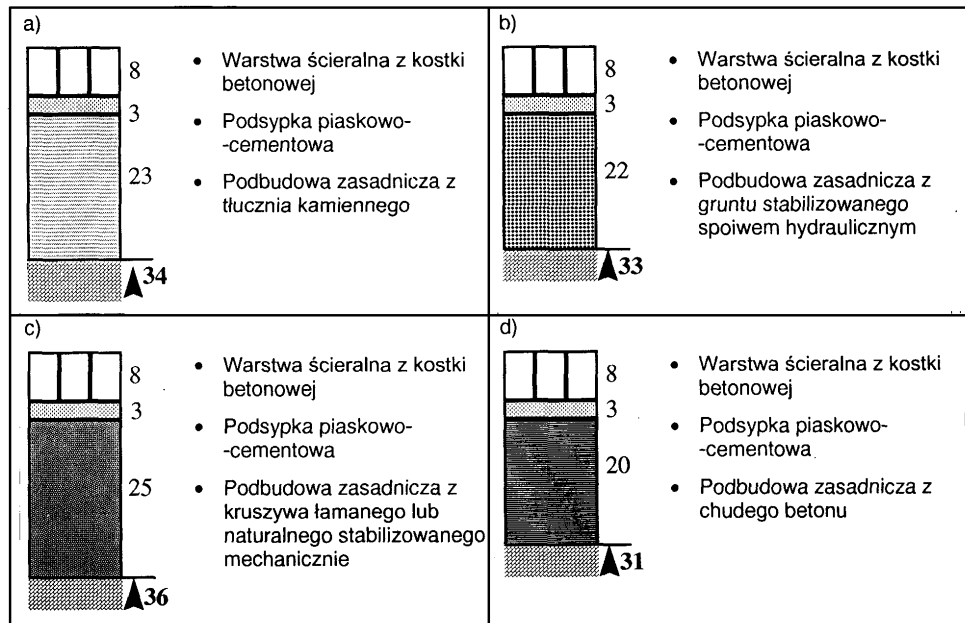 a)
8
3
23
34
• Warstwa ścieralna z kostki
betonowej
• Podsypka piaskowo-
-cementowa
• Podbudowa zasadnicza z
tłucznia kamiennego
b)
8
3
22
33
• Warstwa ścieralna z kostki
betonowej
• Podsypka piaskowo-
-cementowa
• Podbudowa zasadnicza z
gruntu stabilizowanego
spoiwem hydraulicznym
c)
8
3
25
36
• Warstwa ścieralna z kostki
betonowej
• Podsypka piaskowo-
-cementowa
• Podbudowa zasadnicza z
kruszywa łamanego lub
naturalnego stabilizowanego
mechanicznie
d)
8
3
20
31
• Warstwa ścieralna z kostki
betonowej
• Podsypka piaskowo-
-cementowa
• Podbudowa zasadnicza z
chudego betonu